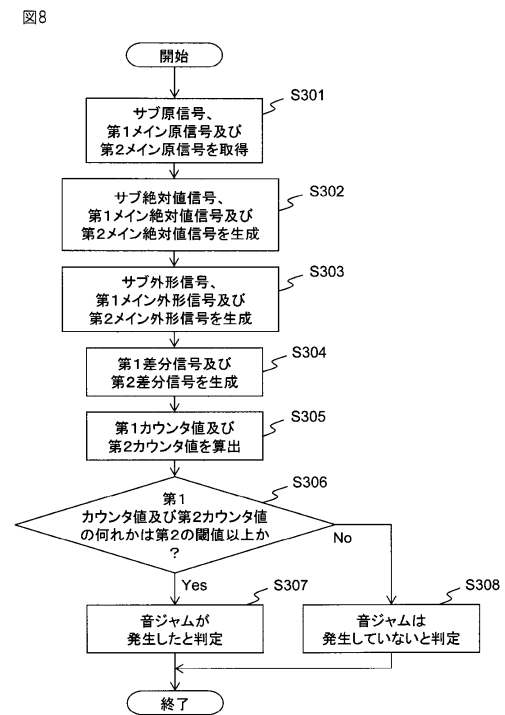 図8
開始
S301
サブ原信号、
第1メイン原信号及び
第2メイン原信号を取得
S302
サブ絶対値信号、
第1メイン絶対値信号及び
第2メイン絶対値信号を生成
S303
サブ外形信号、
第1メイン外形信号及び
第2メイン外形信号を生成
S304
第1差分信号及び
第2差分信号を生成
S305
第1カウンタ値及び
第2カウンタ値を算出
S306
第1
カウンタ値及び第2カウンタ値
の何れかは第2の閾値以上か
?
No
Yes
S307
音ジャムが
発生したと判定
S308
音ジャムは
発生していないと判定
終了